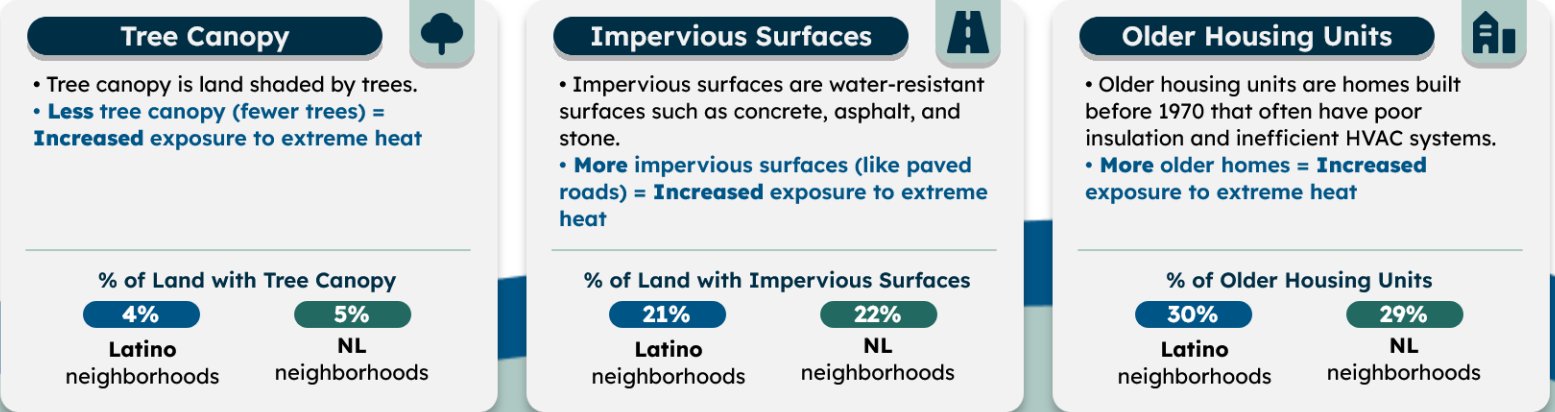 Tree Canopy
• Tree canopy is land shaded by trees.
• Less tree canopy (fewer trees) =
Increased exposure to extreme heat
% of Land with Tree Canopy
4%
Latino
neighborhoods
5%
NL
neighborhoods
Impervious Surfaces
• Impervious surfaces are water-resistant
surfaces such as concrete, asphalt, and
stone.
• More impervious surfaces (like paved
roads) = Increased exposure to extreme
heat
% of Land with Impervious Surfaces
21%
Latino
neighborhoods
22%
NL
neighborhoods
Older Housing Units
• Older housing units are homes built
before 1970 that often have poor
insulation and inefficient HVAC systems.
• More older homes = Increased
exposure to extreme heat
% of Older Housing Units
30%
Latino
neighborhoods
29%
NL
neighborhoods